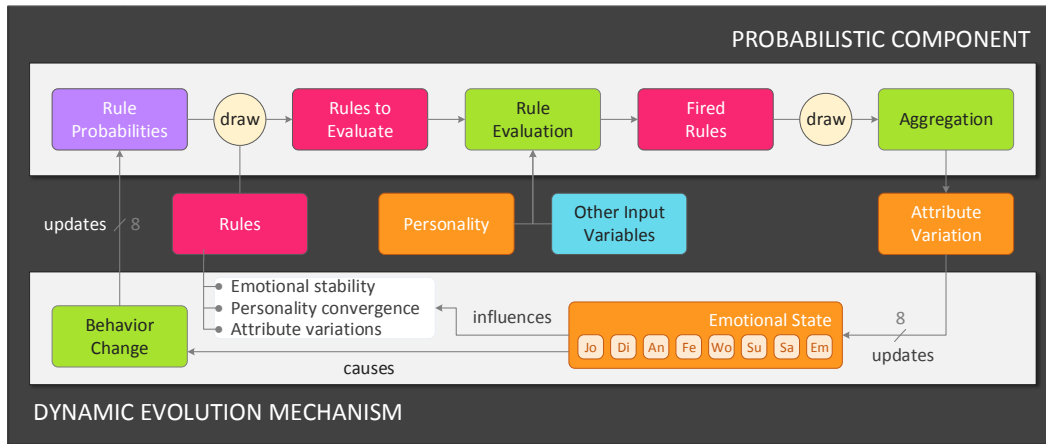 PROBABILISTIC COMPONENT
Rule
Probabilities
draw
Rules to
Evaluate
Rule
Evaluation
Fired
Rules
draw
Aggregation
updates
8
Rules
Personality
Other Input
Variables
Attribute
Variation
Emotional stability
Personality convergence
Attribute variations
influences
Behavior
Change
causes
Emotional State
Jo Di An Fe Wo Su Sa Em
8
updates
DYNAMIC EVOLUTION MECHANISM